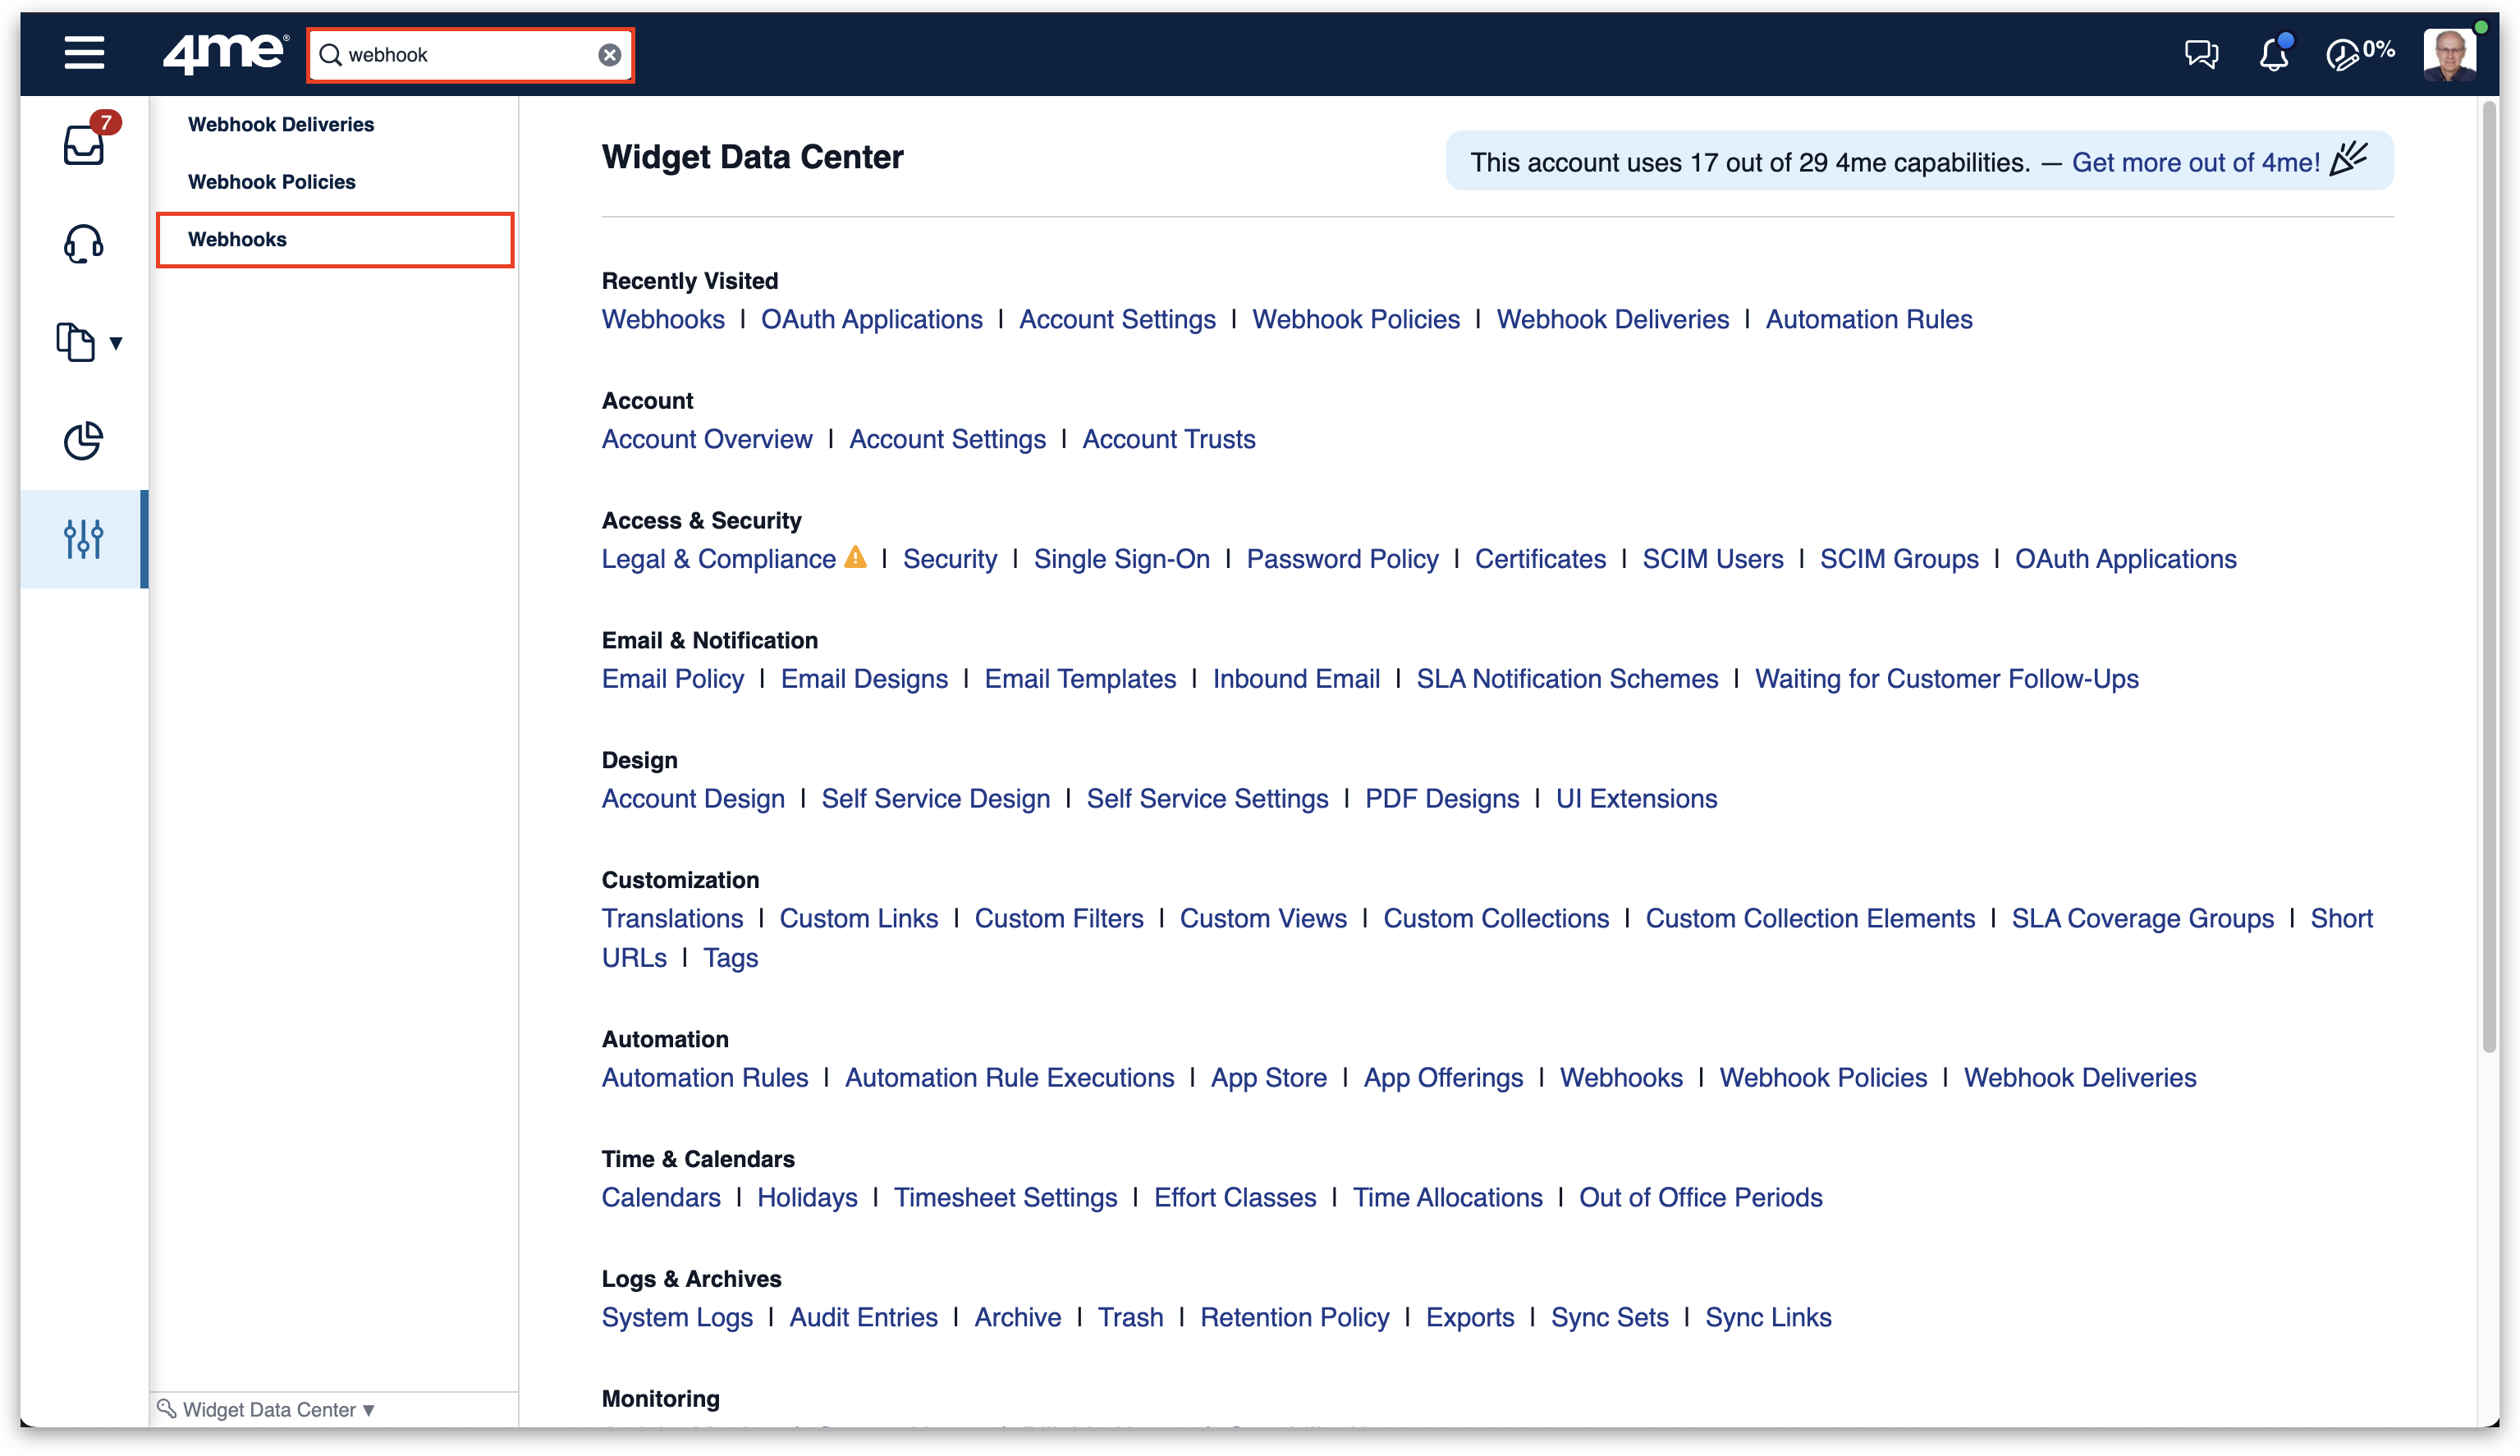 4me®
webhook
0%
7
Webhook Deliveries
Webhook Policies
Webhooks
Widget Data Center
This account uses 17 out of 29 4me capabilities. — Get more out of 4me!
Recently Visited
Webhooks | OAuth Applications | Account Settings | Webhook Policies | Webhook Deliveries | Automation Rules
Account
Account Overview | Account Settings | Account Trusts
Access & Security
Legal & Compliance | Security | Single Sign-On | Password Policy | Certificates | SCIM Users | SCIM Groups | OAuth Applications
Email & Notification
Email Policy | Email Designs | Email Templates | Inbound Email | SLA Notification Schemes | Waiting for Customer Follow-Ups
Design
Account Design | Self Service Design | Self Service Settings | PDF Designs | UI Extensions
Customization
Translations | Custom Links | Custom Filters | Custom Views | Custom Collections | Custom Collection Elements | SLA Coverage Groups | Short
URLs | Tags
Automation
Automation Rules | Automation Rule Executions | App Store | App Offerings | Webhooks | Webhook Policies | Webhook Deliveries
Time & Calendars
Calendars | Holidays | Timesheet Settings | Effort Classes | Time Allocations | Out of Office Periods
Logs & Archives
System Logs | Audit Entries | Archive | Trash | Retention Policy | Exports | Sync Sets | Sync Links
Monitoring
Widget Data Center ▼